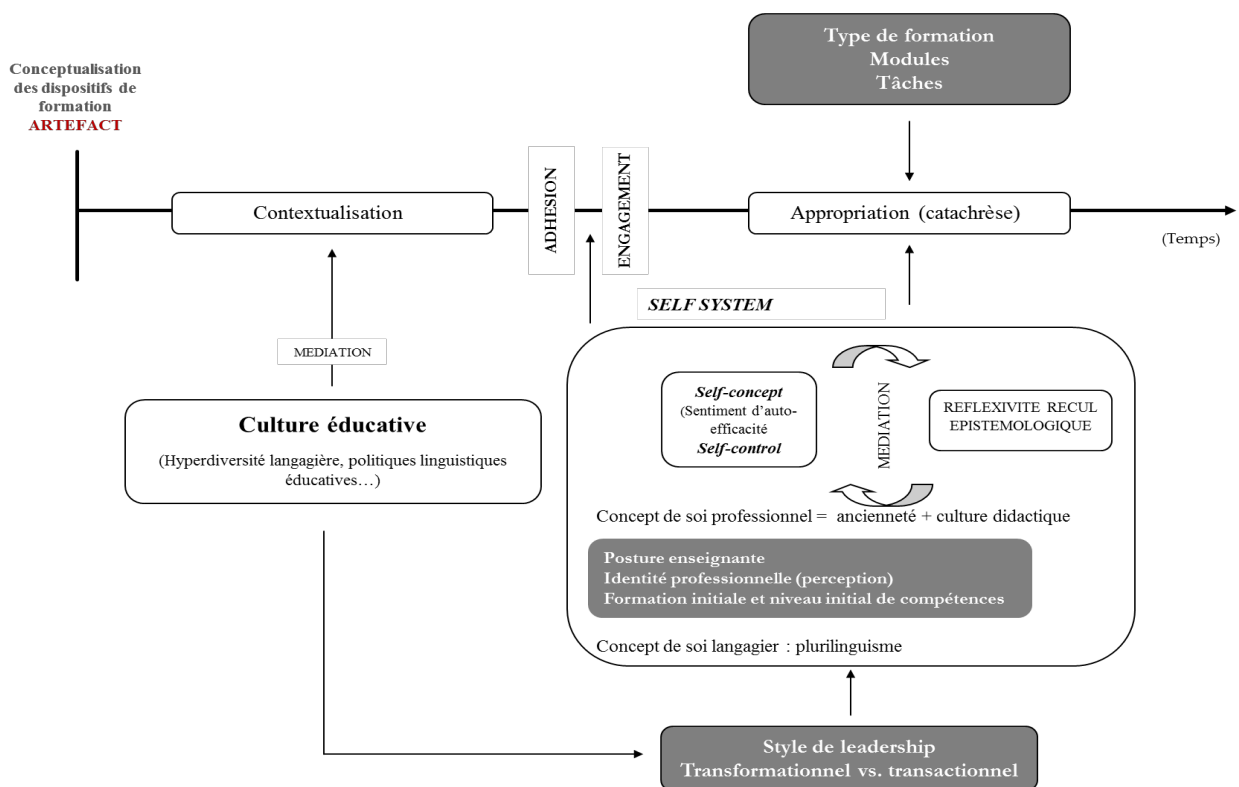 Type de formation
Modules
Tâches
Conceptualisation
des dispositifs de
formation
ARTEFACT
Contextualisation
ADHESION
ENGAGEMENT
Appropriation (catachrèse)
(Temps)
SELF SYSTEM
MEDIATION
Culture éducative
(Hyperdiversité langagière, politiques linguistiques
éducatives…)
Self-concept
(Sentiment d’auto-
efficacité
Self-control
MEDIATION
REFLEXIVITE RECUL
EPISTEMOLOGIQUE
Concept de soi professionnel = ancienneté + culture didactique
Posture enseignante
Identité professionnelle (perception)
Formation initiale et niveau initial de compétences
Concept de soi langagier : plurilinguisme
Style de leadership
Transformationnel vs. transactionnel